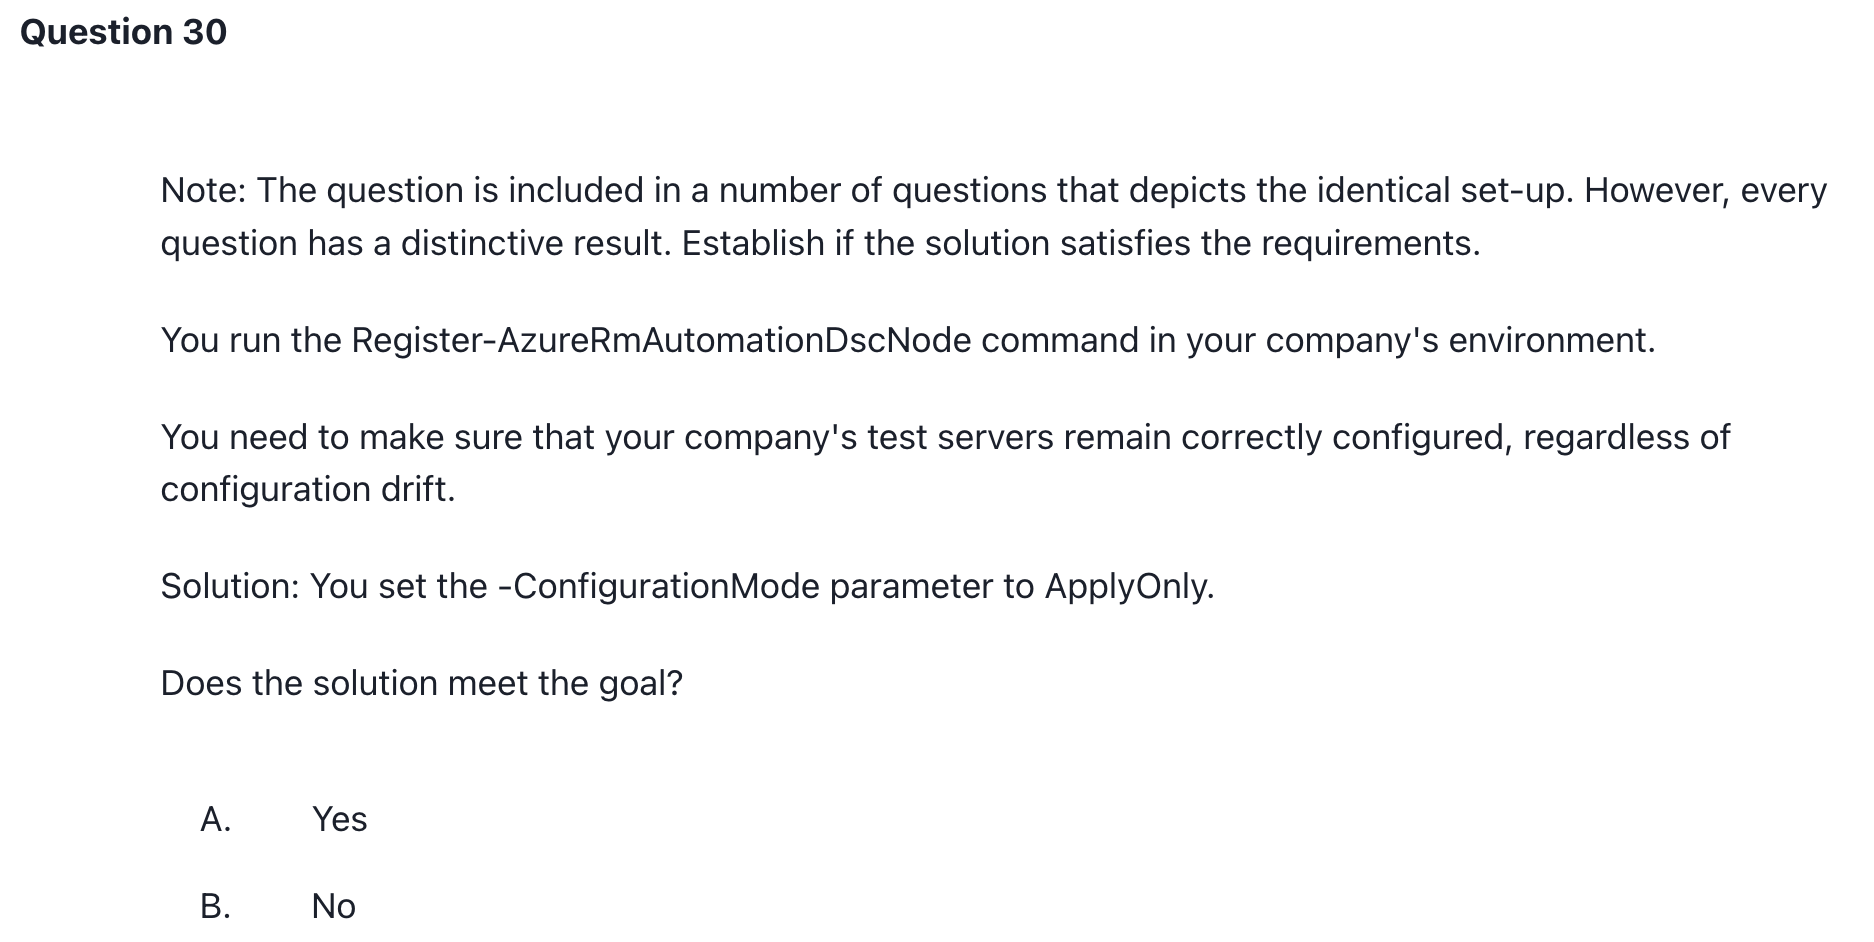 Question 30
Note: The question is included in a number of questions that depicts the identical set-up. However, every
question has a distinctive result. Establish if the solution satisfies the requirements.
You run the Register-AzureRmAutomationDscNode command in your company's environment.
You need to make sure that your company's test servers remain correctly configured, regardless of
configuration drift.
Solution: You set the -ConfigurationMode parameter to ApplyOnly.
Does the solution meet the goal?
A. Yes
B. No